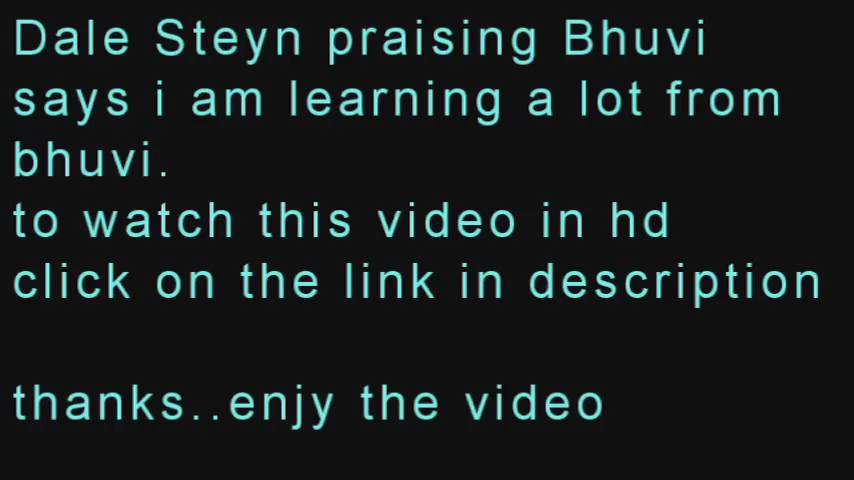 Dale Steyn praising Bhuvi
says i am learning a lot from
bhuvi.
to watch this video in hd
click on the link in description
thanks..enjy the video